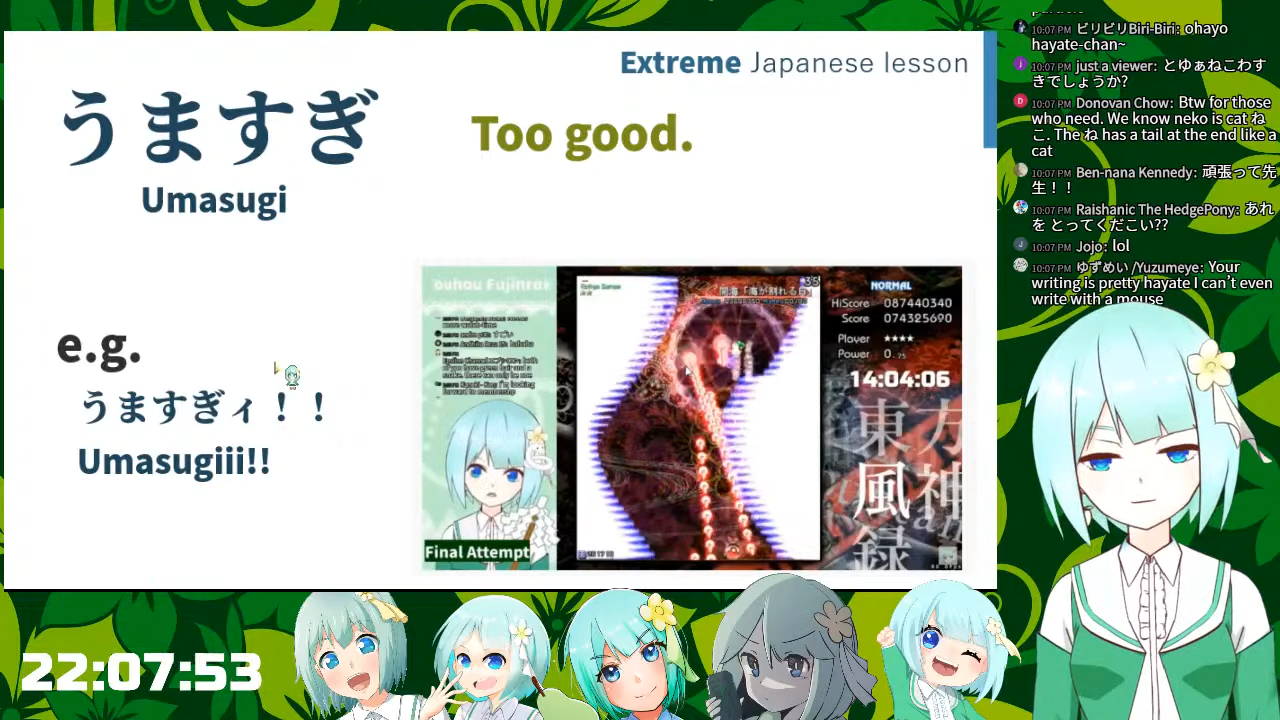 Extreme Japanese lesson
うますぎ
Umasugi
Too good.
e.g.
うますぎィ！！
Umasugiii!!
Final Attempt
NORMAL
HiScore 087440340
Score 074325690
Player ★★★★
Power 0.75
14:04:06
東方
風神
録
22:07:53
10:07 PM ビリビリBiri-Biri: ohayo
hayate-chan~
10:07 PM just a viewer: とゆぁねこわす
きでしょうか?
10:07 PM Donovan Chow: Btw for those
who need. We know neko is cat ね
こ. The ね has a tail at the end like a
cat
10:07 PM Ben-nana Kennedy: 頑張って先
生！！
10:07 PM Raishanic The HedgePony: あれ
を とってくだこい??
10:07 PM Jojo: lol
10:07 PM ゆずめい /Yuzumeye: Your
writing is pretty hayate I can't even
write with a mouse